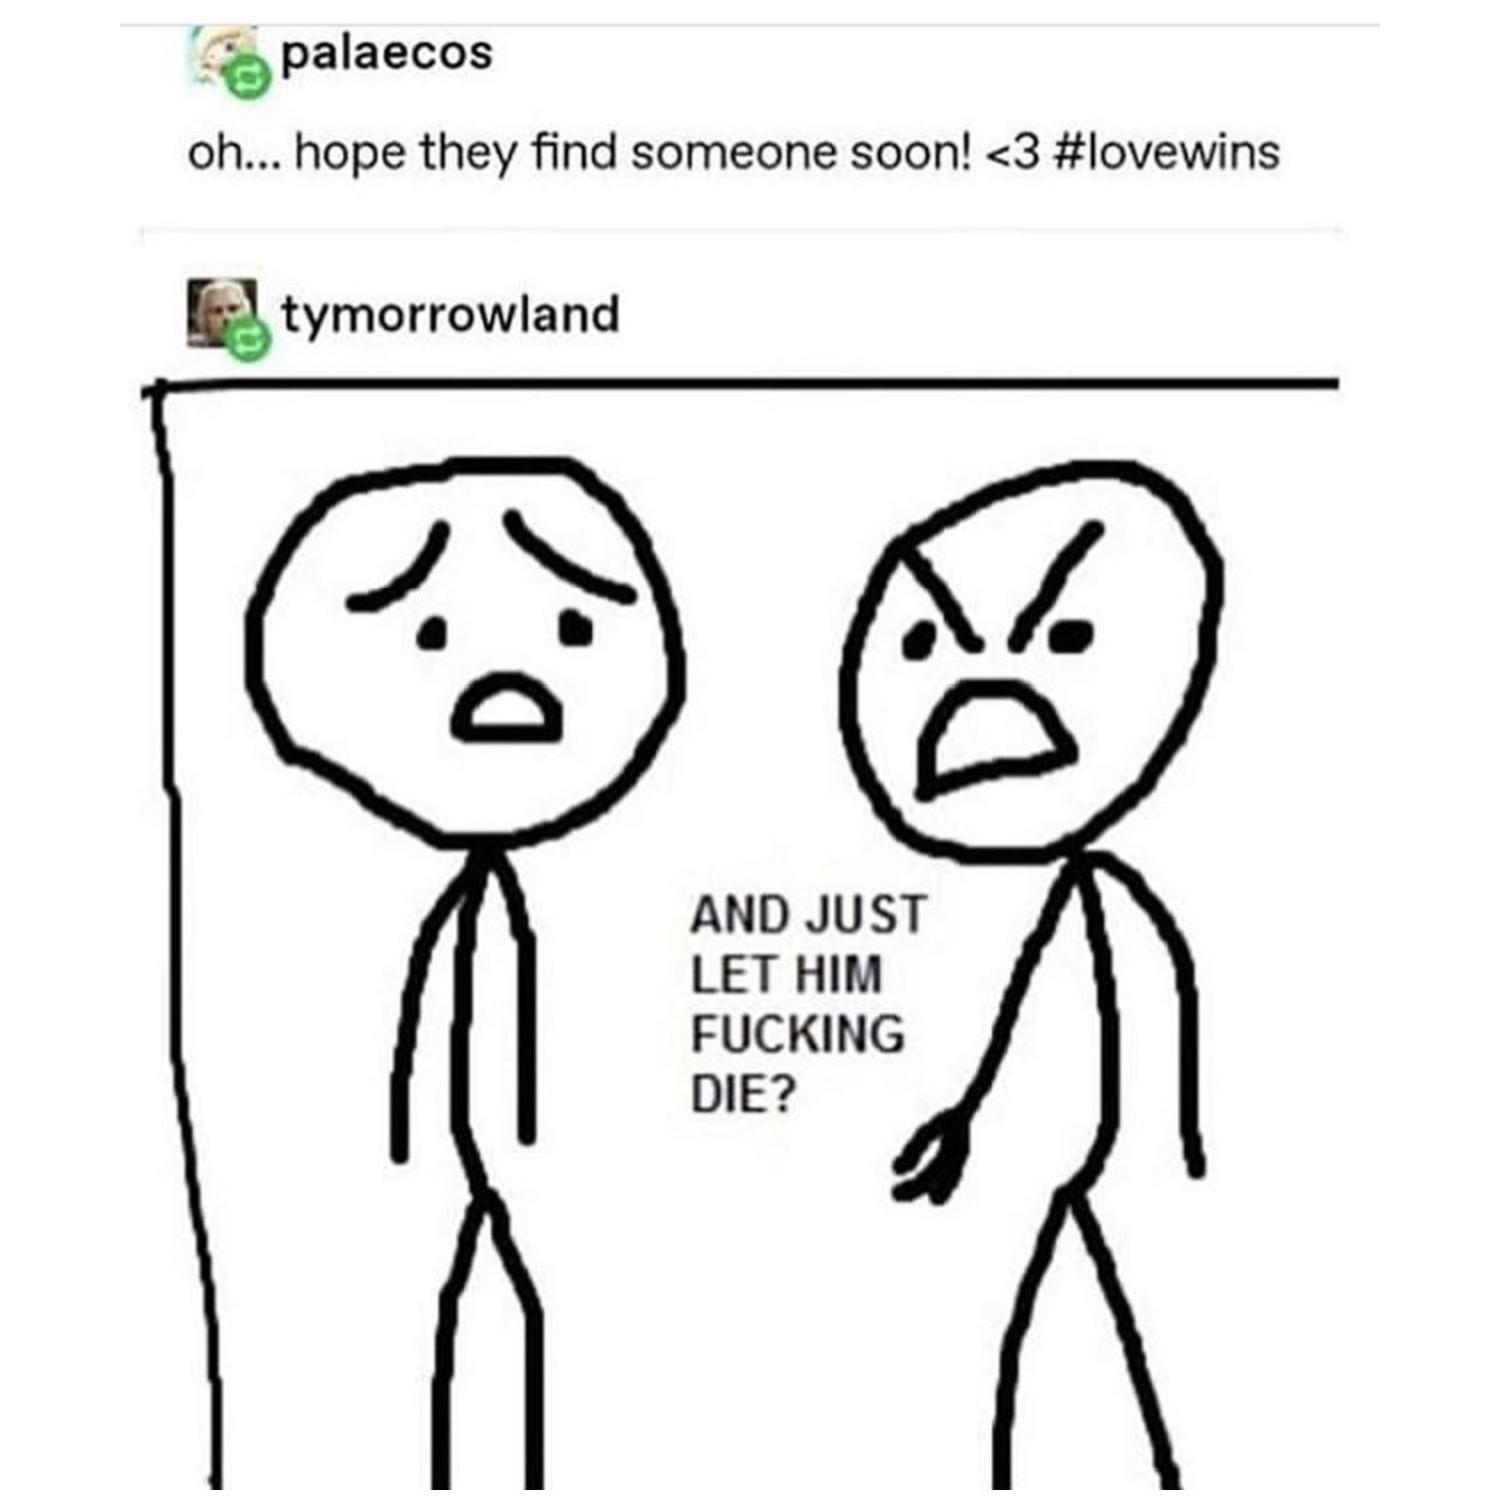 palaecos
oh... hope they find someone soon! <3 #lovewins
tymorrowland
AND JUST
LET HIM
FUCKING
DIE?